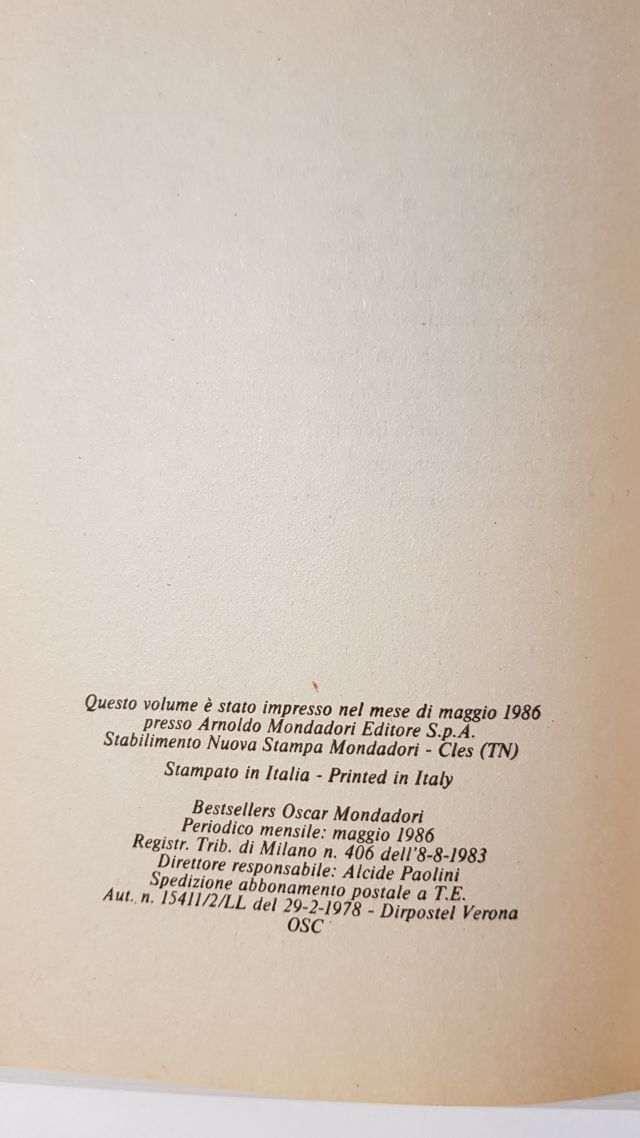 Questo volume è stato impresso nel mese di maggio 1986
presso Arnoldo Mondadori Editore S.p.A.
Stabilimento Nuova Stampa Mondadori - Cles (TN)
Stampato in Italia - Printed in Italy
Bestsellers Oscar Mondadori
Periodico mensile: maggio 1986
Registr. Trib. di Milano n. 406 dell'8-8-1983
Direttore responsabile: Alcide Paolini
Spedizione abbonamento postale a T.E.
Aut. n. 15411/2/LL del 29-2-1978 - Dirpostel Verona
OSC